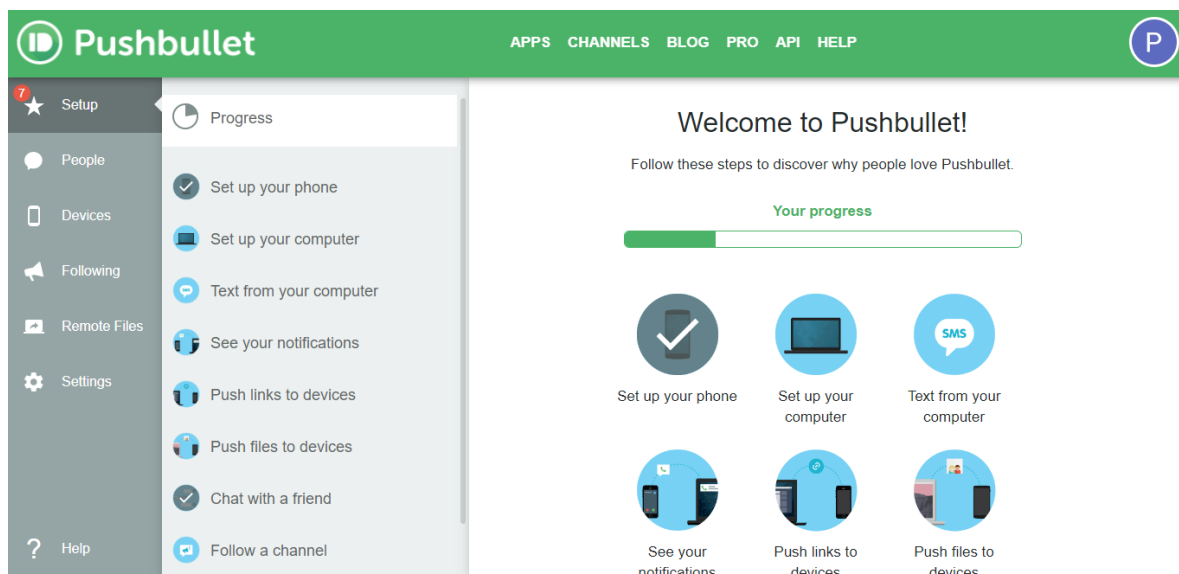 Pushbullet
APPS CHANNELS BLOG PRO API HELP
P
7
Setup
People
Devices
Following
Remote Files
Settings
Help
Progress
Set up your phone
Set up your computer
Text from your computer
See your notifications
Push links to devices
Push files to devices
Chat with a friend
Follow a channel
Welcome to Pushbullet!
Follow these steps to discover why people love Pushbullet.
Your progress
SMS
Set up your phone
Set up your
computer
Text from your
computer
See your
notifications
Push links to
devices
Push files to
devices